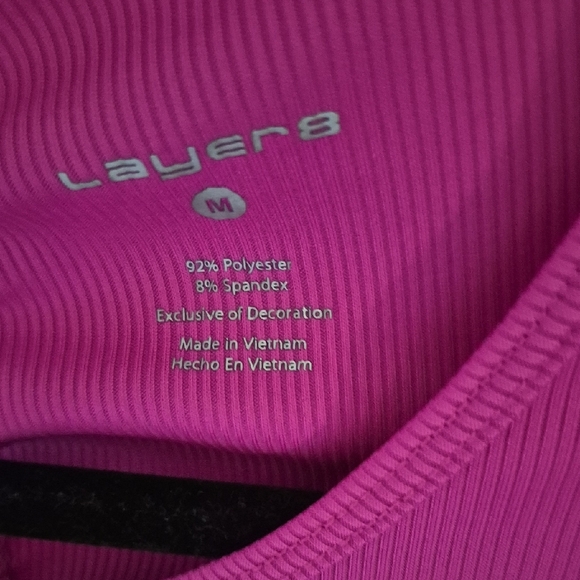 Layer8
M
92% Polyester
8% Spandex
Exclusive of Decoration
Made in Vietnam
Hecho En Vietnam